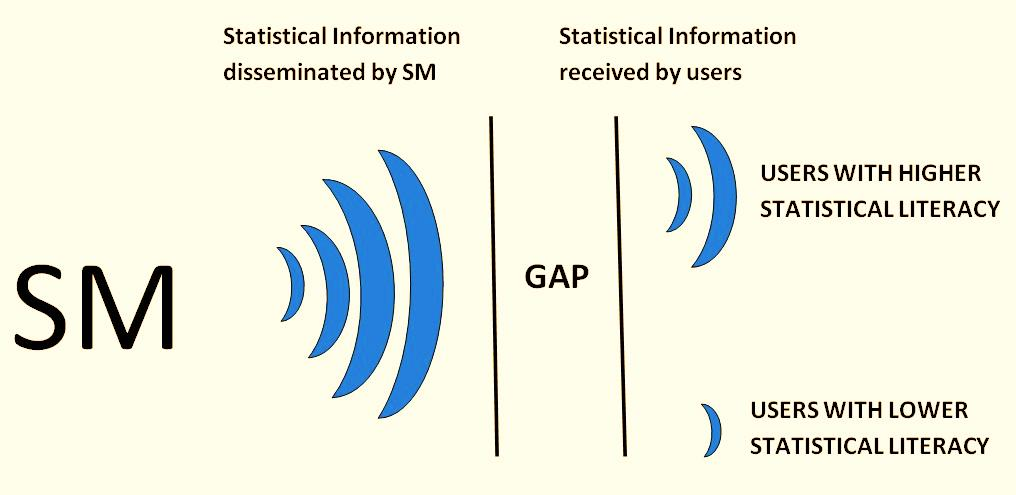 Statistical Information
disseminated by SM
Statistical Information
received by users
SM
GAP
USERS WITH HIGHER
STATISTICAL LITERACY
USERS WITH LOWER
STATISTICAL LITERACY